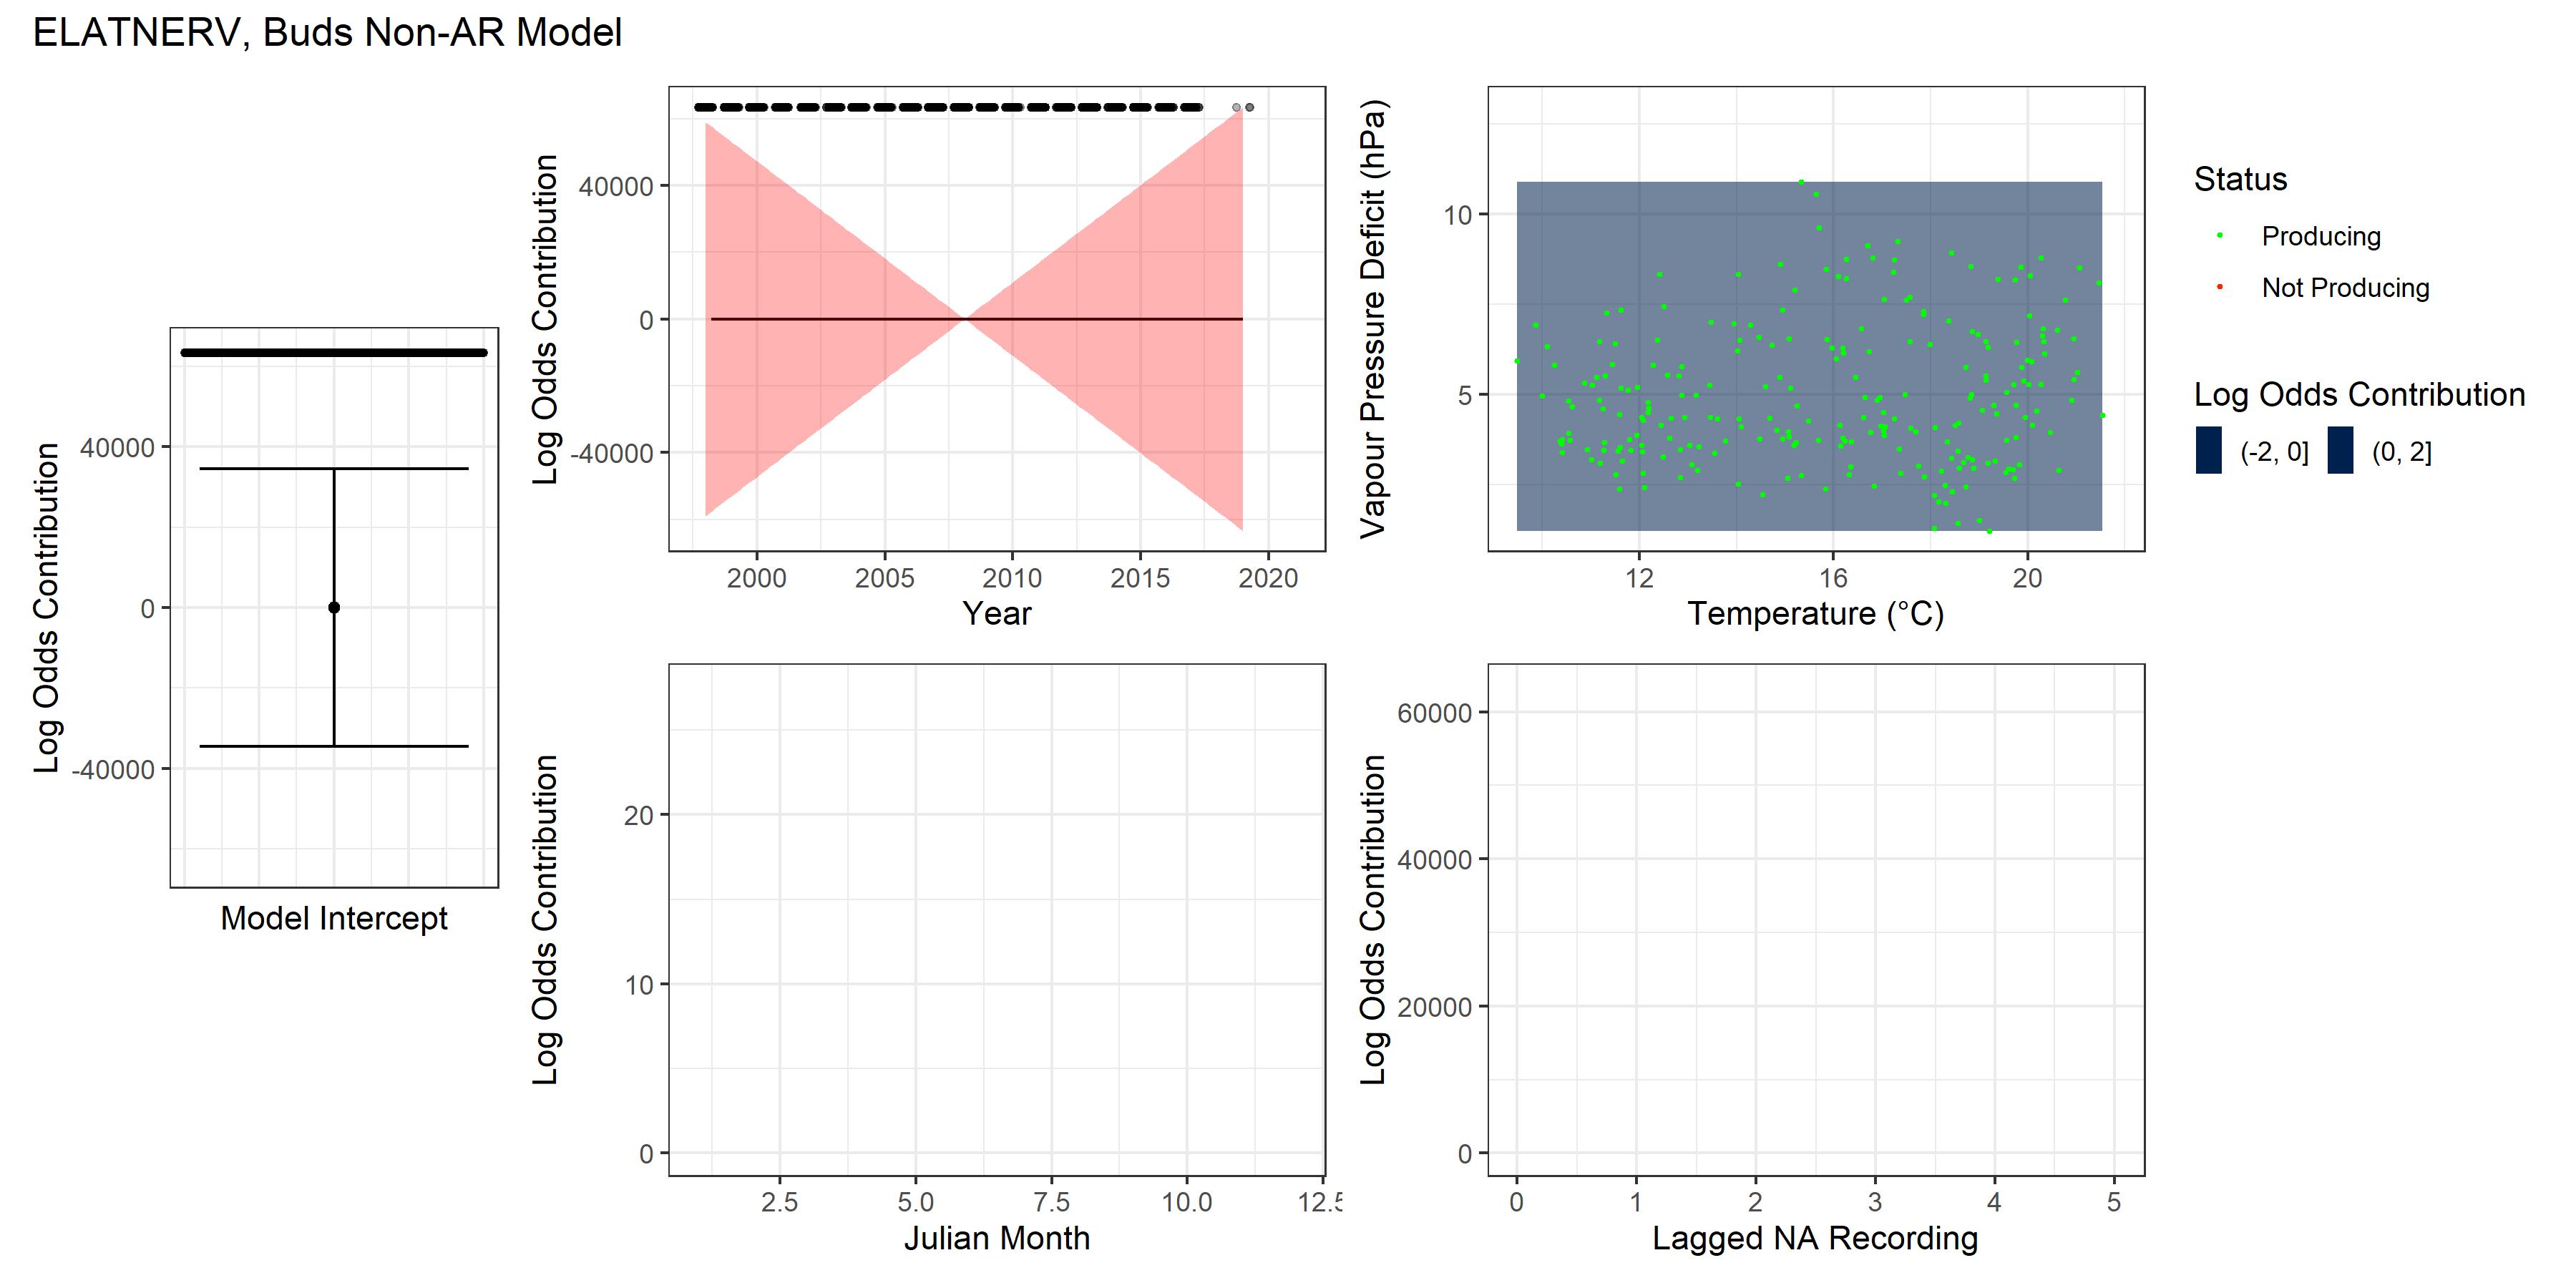 ELATNERV, Buds Non-AR Model
Log Odds Contribution
40000
0
-40000
Model Intercept
Log Odds Contribution
40000
0
-40000
2000 2005 2010 2015 2020
Year
Vapour Pressure Deficit (hPa)
10
5
12 16 20
Temperature (°C)
Status
Producing
Not Producing
Log Odds Contribution
(-2, 0] (0, 2]
Log Odds Contribution
20
10
0
2.5 5.0 7.5 10.0 12.5
Julian Month
Log Odds Contribution
60000
40000
20000
0
0 1 2 3 4 5
Lagged NA Recording